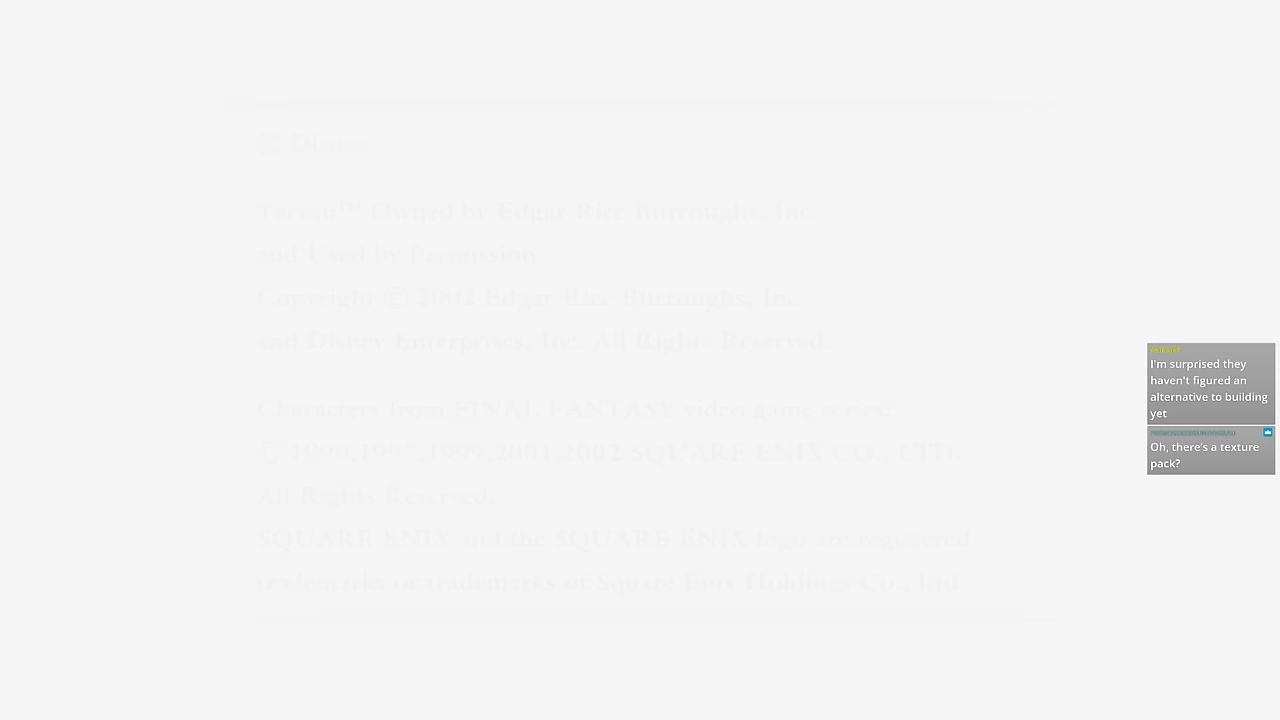 © Disney
Tarzan™ Owned by Edgar Rice Burroughs, Inc.
and Used by Permission
Copyright © 2002 Edgar Rice Burroughs, Inc.
and Disney Enterprises, Inc. All Rights Reserved.
Characters from FINAL FANTASY video game series:
© 1990,1997,1999,2001,2002 SQUARE ENIX CO., LTD.
All Rights Reserved.
SQUARE ENIX and the SQUARE ENIX logo are registered
trademarks or trademarks of Square Enix Holdings Co., Ltd
I'm surprised they
haven't figured an
alternative to building
yet
Oh, there's a texture
pack?